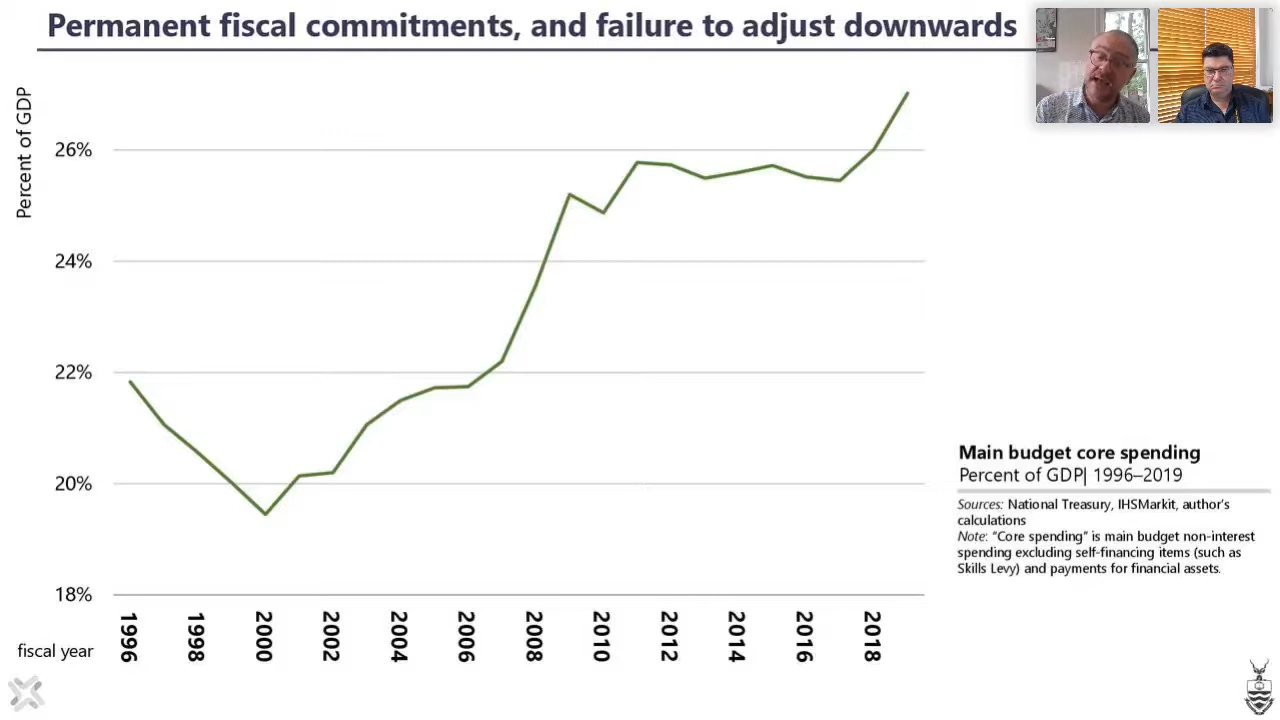 Permanent fiscal commitments, and failure to adjust downwards
Percent of GDP
26%
24%
22%
20%
18%
1996
1998
2000
2002
2004
2006
2008
2010
2012
2014
2016
2018
fiscal year
Main budget core spending
Percent of GDP| 1996–2019
Sources: National Treasury, IHSMarkit, author's
calculations
Note: "Core spending" is main budget non-interest
spending excluding self-financing items (such as
Skills Levy) and payments for financial assets.